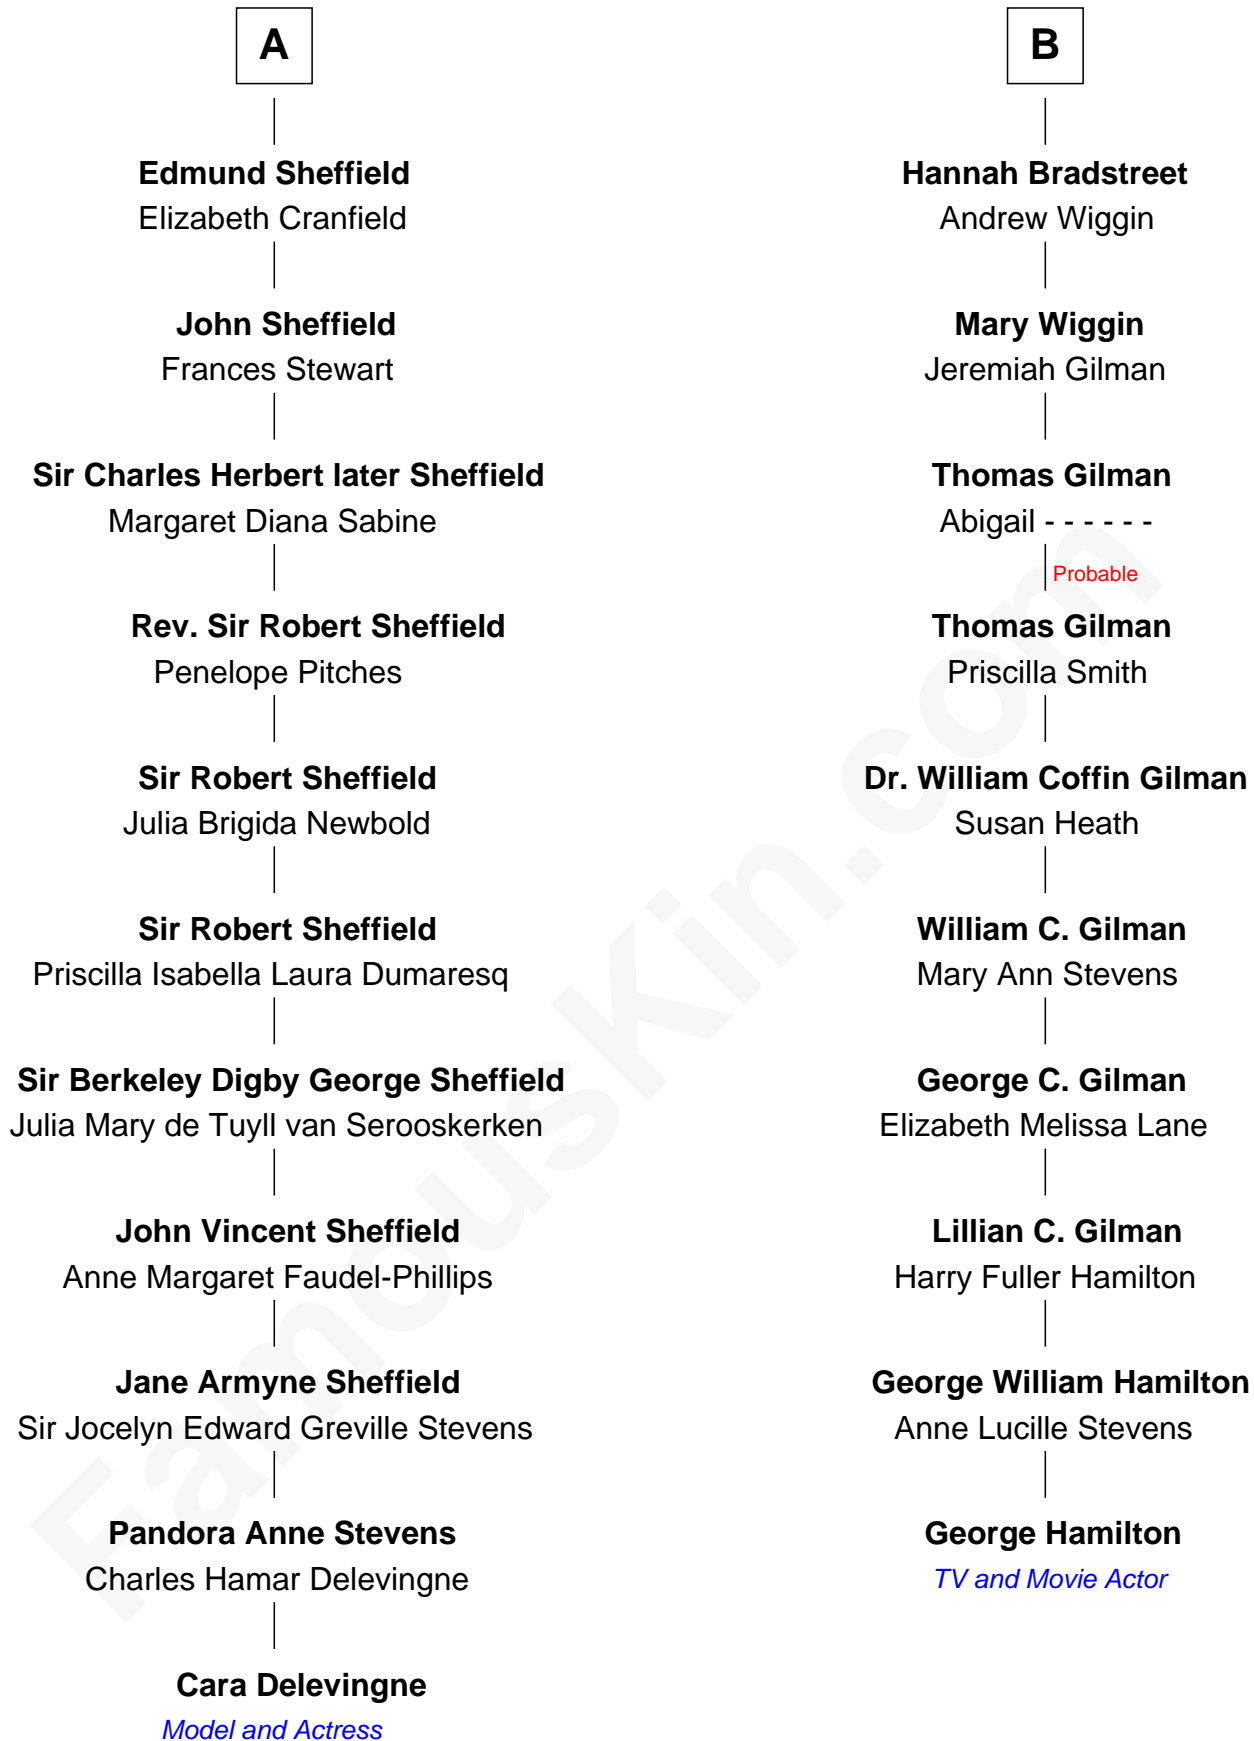 A
Edmund Sheffield
Elizabeth Cranfield
John Sheffield
Frances Stewart
Sir Charles Herbert later Sheffield
Margaret Diana Sabine
Rev. Sir Robert Sheffield
Penelope Pitches
Sir Robert Sheffield
Julia Brigida Newbold
Sir Robert Sheffield
Priscilla Isabella Laura Dumaresq
Sir Berkeley Digby George Sheffield
Julia Mary de Tuyll van Serooskerken
John Vincent Sheffield
Anne Margaret Faudel-Phillips
Jane Armyne Sheffield
Sir Jocelyn Edward Greville Stevens
Pandora Anne Stevens
Charles Hamar Delevingne
Cara Delevingne
Model and Actress
B
Hannah Bradstreet
Andrew Wiggin
Mary Wiggin
Jeremiah Gilman
Thomas Gilman
Abigail - - - - - -
Probable
Thomas Gilman
Priscilla Smith
Dr. William Coffin Gilman
Susan Heath
William C. Gilman
Mary Ann Stevens
George C. Gilman
Elizabeth Melissa Lane
Lillian C. Gilman
Harry Fuller Hamilton
George William Hamilton
Anne Lucille Stevens
George Hamilton
TV and Movie Actor
FamousKin.com